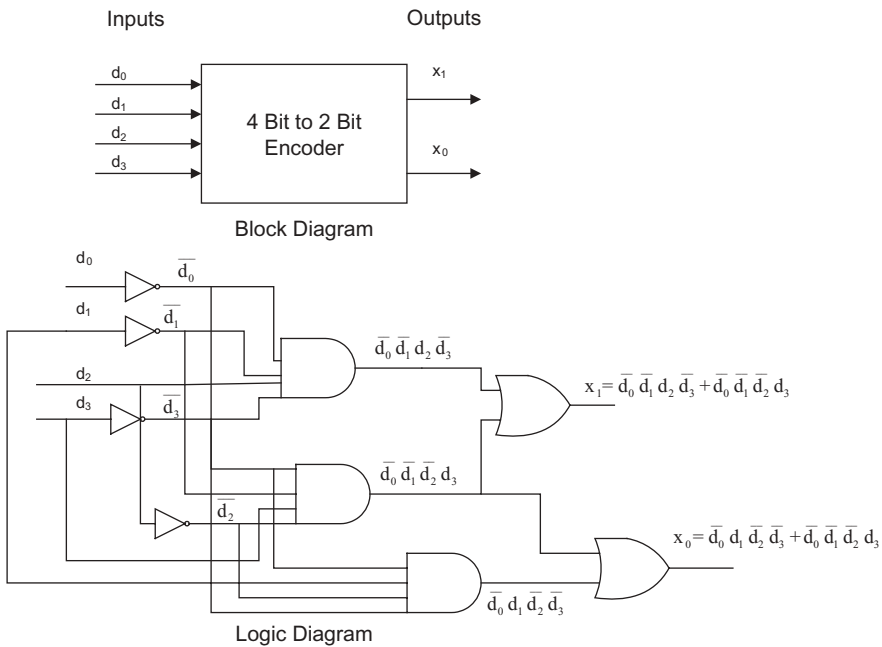 Inputs Outputs
d₀ x₁
d₁
4 Bit to 2 Bit
Encoder
d₂ x₀
d₃
Block Diagram
d₀ d̅₀
d₁ d̅₁
d̅₀ d̅₁ d₂ d̅₃
d₂
x₁= d̅₀ d̅₁ d₂ d̅₃ + d̅₀ d̅₁ d̅₂ d₃
d₃ d̅₃
d̅₀ d̅₁ d̅₂ d₃
d̅₂
x₀= d̅₀ d₁ d̅₂ d̅₃ + d̅₀ d̅₁ d̅₂ d₃
d̅₀ d₁ d̅₂ d̅₃
Logic Diagram